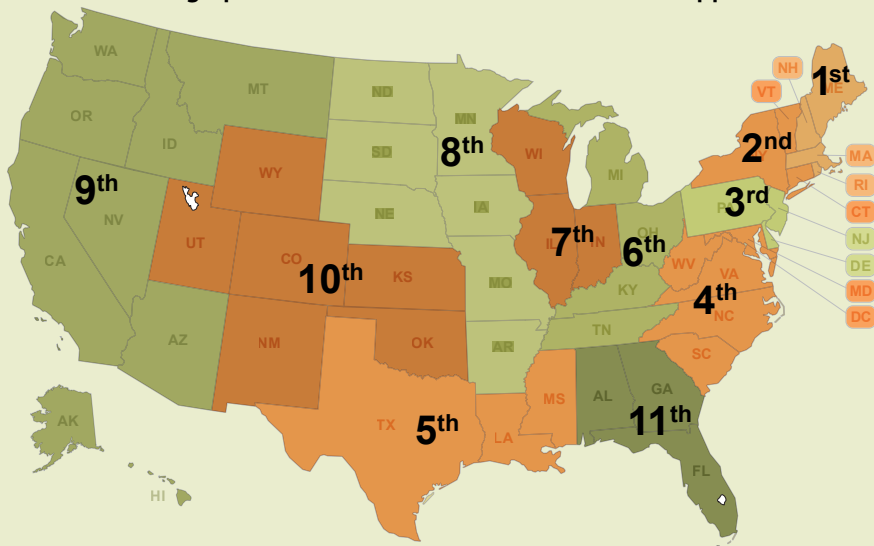 WA
MT
ND
MN
NH
1st
ME
VT
OR
ID
SD
8th
WI
2nd
MA
WY
MI
RI
9th
NV
NE
IA
3rd
CT
UT
CO
10th
KS
MO
IL
7th
IN
OH
6th
NJ
CA
WV
VA
DE
KY
4th
MD
NC
DC
AZ
NM
OK
AR
TN
SC
AK
TX
5th
LA
MS
AL
GA
11th
FL
HI